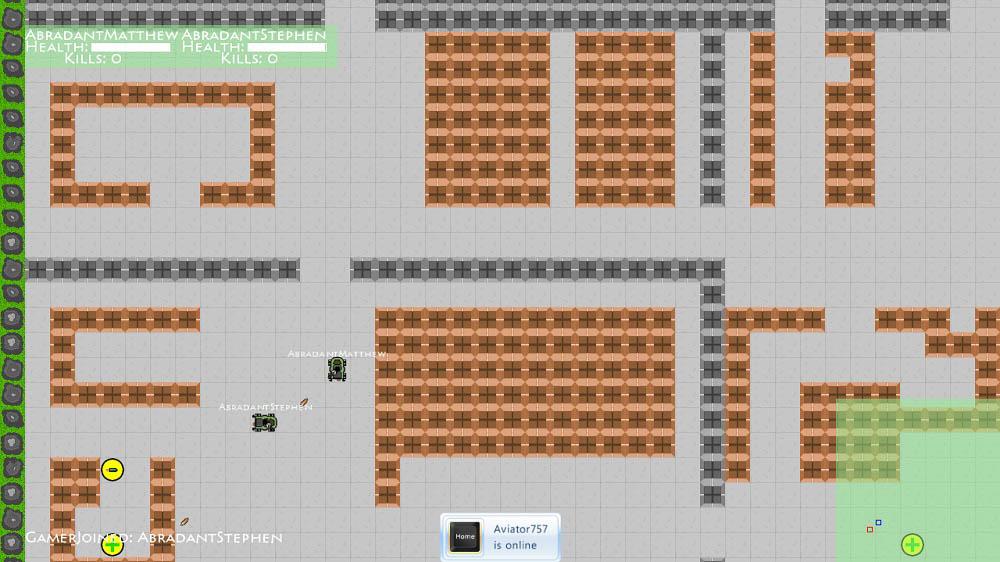 AbradantMatthew AbradantStephen
Health: Health:
Kills: 0 Kills: 0
AbradantMatthew
AbradantStephen
GamerJoined: AbradantStephen
Home
Aviator757
is online